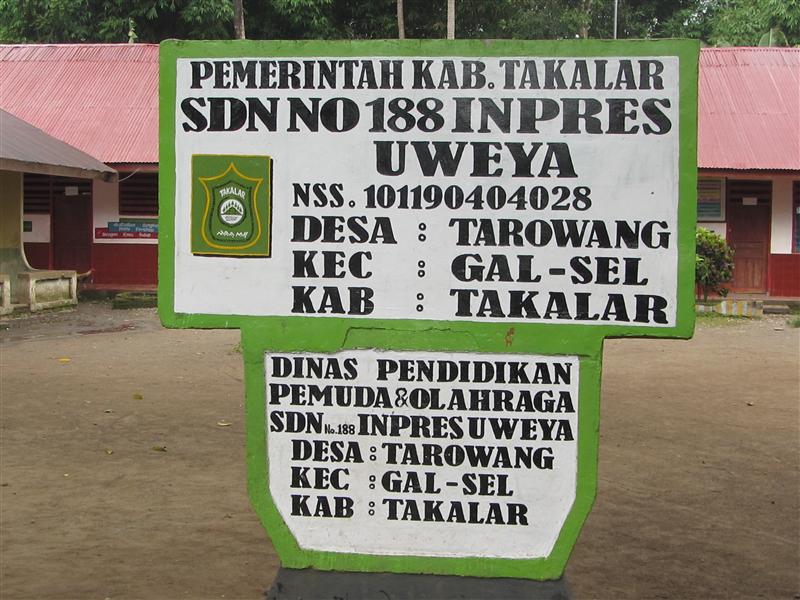 PEMERINTAH KAB. TAKALAR
SDN NO 188 INPRES
UWEYA
TAKALAR
NSS. 101190404028
DESA : TAROWANG
KEC : GAL-SEL
KAB : TAKALAR
DINAS PENDIDIKAN
PEMUDA & OLAHRAGA
SDN No.188 INPRES UWEYA
DESA : TAROWANG
KEC : GAL-SEL
KAB : TAKALAR